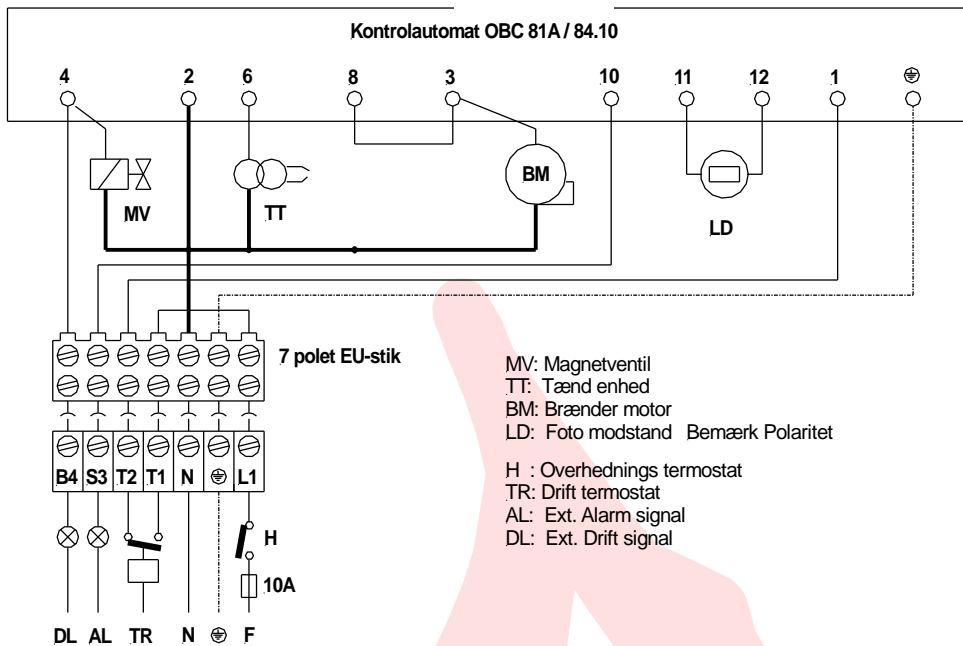 Kontrolautomat OBC 81A / 84.10
4 2 6 8 3 10 11 12 1
MV TT BM LD
7 polet EU-stik
B4 S3 T2 T1 N L1
H
10A
DL AL TR N F
MV: Magnetventil
TT: Tænd enhed
BM: Brænder motor
LD: Foto modstand Bemærk Polaritet
H : Overhednings termostat
TR: Drift termostat
AL: Ext. Alarm signal
DL: Ext. Drift signal